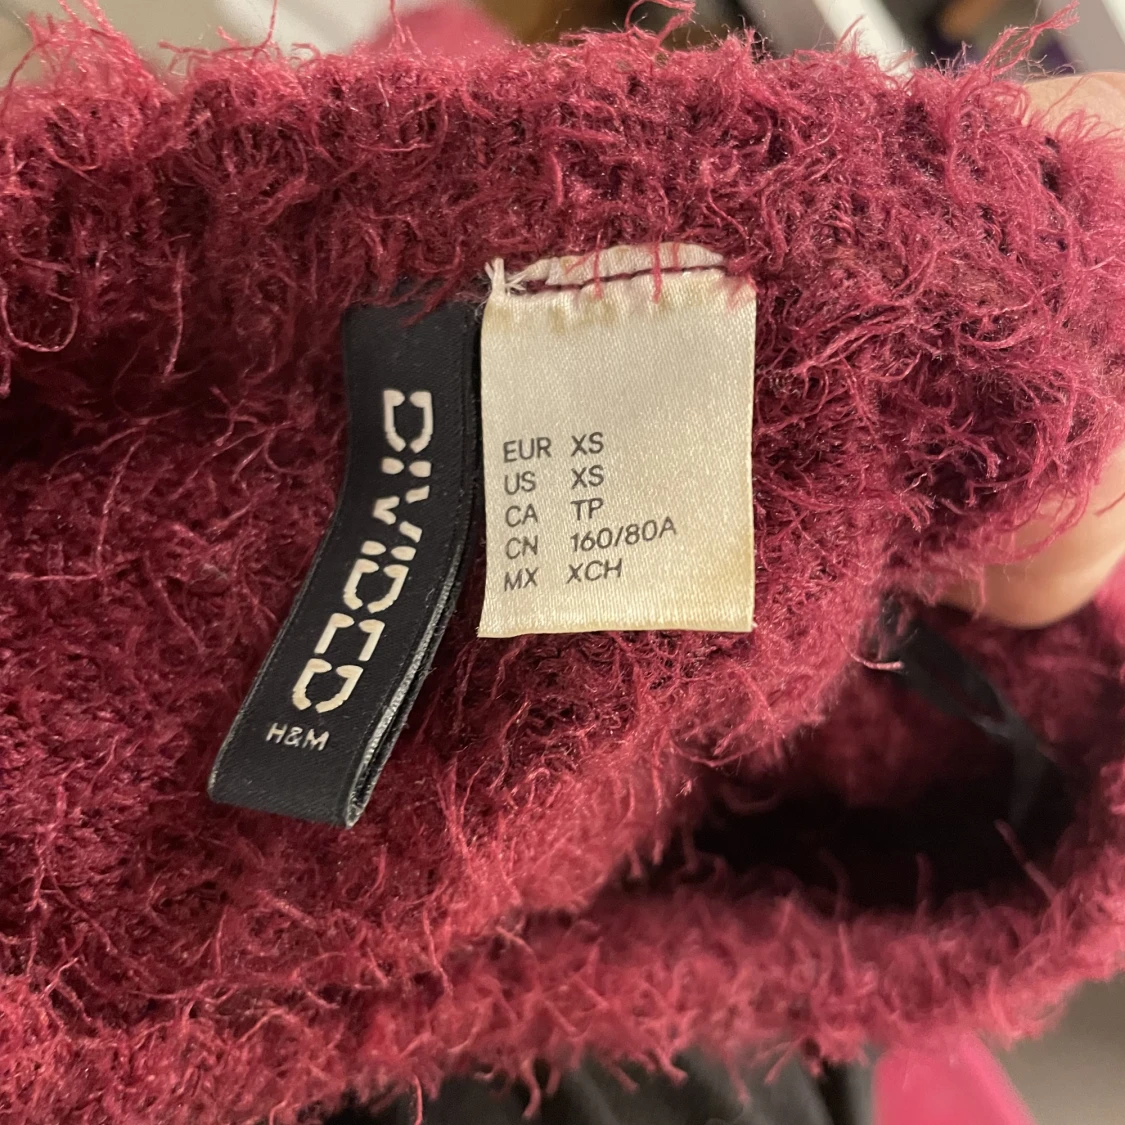 DIVIDED
H&M
EUR XS
US XS
CA TP
CN 160/80A
MX XCH